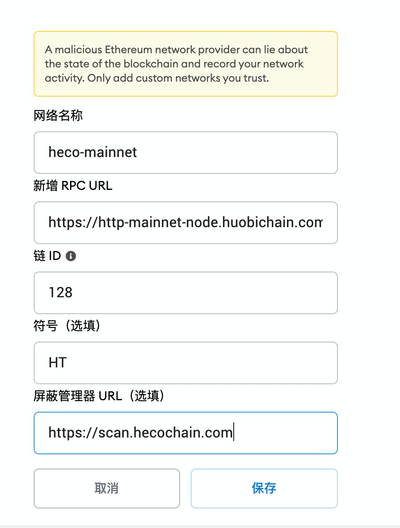 A malicious Ethereum network provider can lie about
the state of the blockchain and record your network
activity. Only add custom networks you trust.
网络名称
heco-mainnet
新增 RPC URL
https://http-mainnet-node.huobichain.com
链 ID
128
符号（选填）
HT
屏蔽管理器 URL（选填）
https://scan.hecochain.com
取消
保存